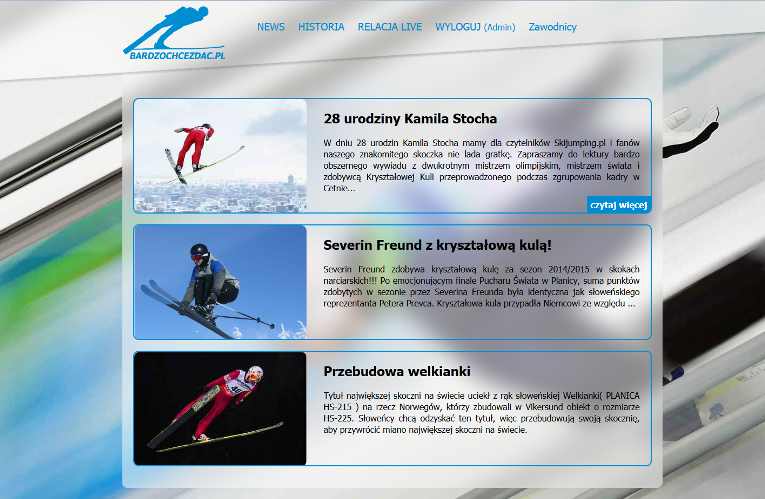 BARDZOCHCEZDAC.PL
NEWS HISTORIA RELACJA LIVE WYLOGUJ (Admin) Zawodnicy
28 urodziny Kamila Stocha
W dniu 28 urodzin Kamila Stocha mamy dla czytelników Skijumping.pl i fanów
naszego znakomitego skoczka nie lada gratkę. Zapraszamy do lektury bardzo
obszernego wywiadu z dwukrotnym mistrzem olimpijskim, mistrzem świata i
zdobywcą Kryształowej Kuli przeprowadzonego podczas zgrupowania kadry w
Cetnie...
czytaj więcej
Severin Freund z kryształową kulą!
Severin Freund zdobywa kryształową kulę za sezon 2014/2015 w skokach
narciarskich!!! Po emocjonującym finale Pucharu Świata w Planicy, suma punktów
zdobytych w sezonie przez Severina Freunda była identyczna jak słoweńskiego
reprezentanta Petera Prevca. Kryształowa kula przypadła Niemcowi ze względu ...
Przebudowa welkianki
Tytuł największej skoczni na świecie uciekł z rąk słoweńskiej Welkianki( PLANICA
HS-215 ) na rzecz Norwegów, którzy zbudowali w Vikersund obiekt o rozmiarze
HS-225. Słoweńcy chcą odzyskać ten tytuł, więc przebudowują swoją skocznię,
aby przywrócić miano największej skoczni na świecie.